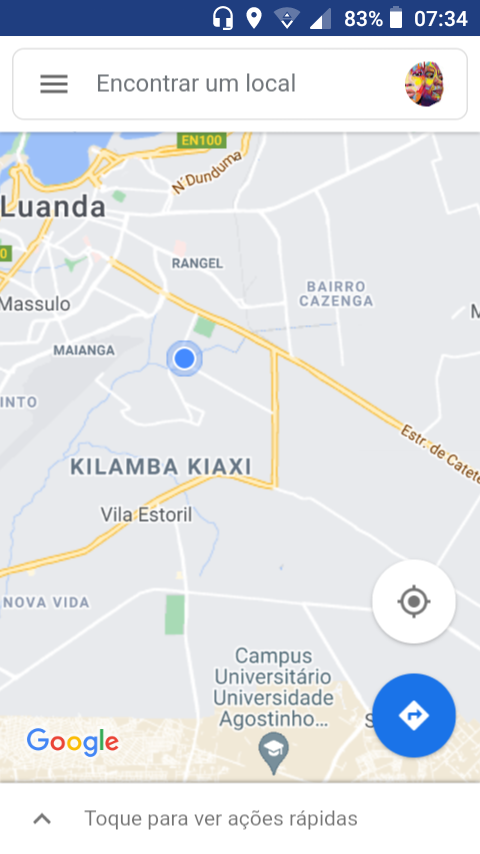 83% 07:34
Encontrar um local
EN100
N´Dunduma
Luanda
RANGEL
BAIRRO
CAZENGA
Massulo
MAIANGA
INTO
Estr. de Catete
KILAMBA KIAXI
Vila Estoril
NOVA VIDA
Campus
Universitário
Universidade
Agostinho...
Google
Toque para ver ações rápidas